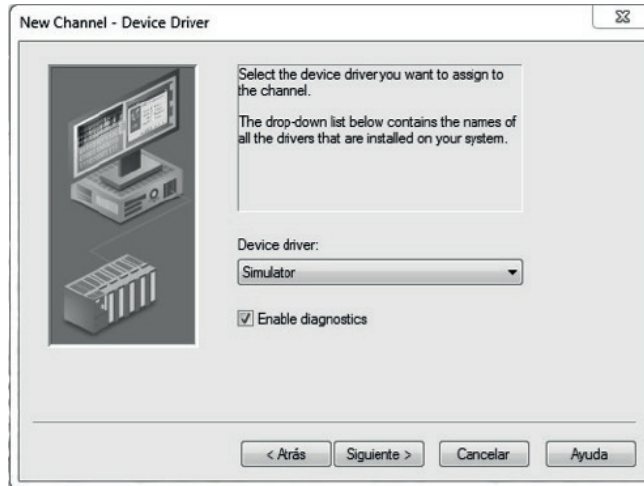 New Channel - Device Driver
Select the device driver you want to assign to
the channel.
The drop-down list below contains the names of
all the drivers that are installed on your system.
Device driver:
Simulator
Enable diagnostics
< Atrás Siguiente > Cancelar Ayuda